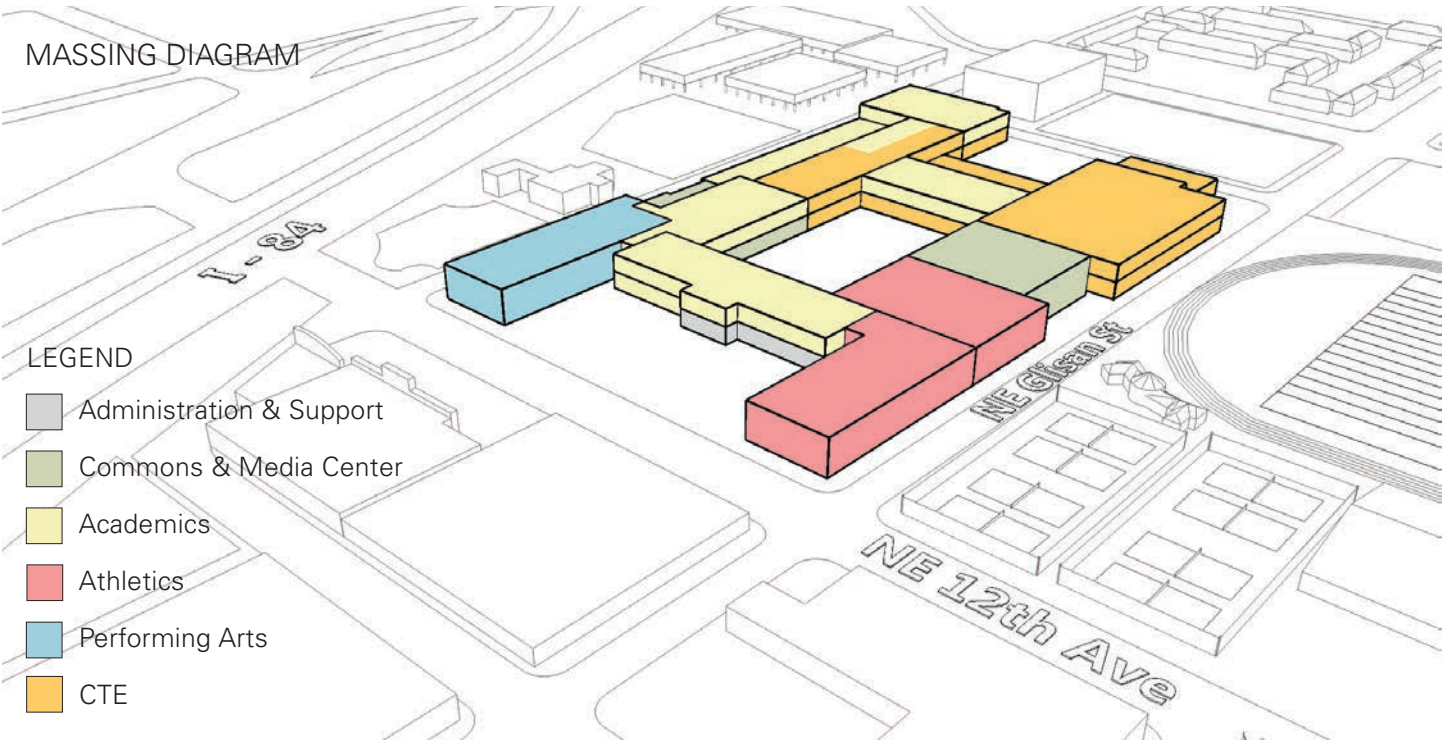 MASSING DIAGRAM
I - 84
NE Glisan St
LEGEND
Administration & Support
Commons & Media Center
Academics
Athletics
Performing Arts
CTE
NE 12th Ave